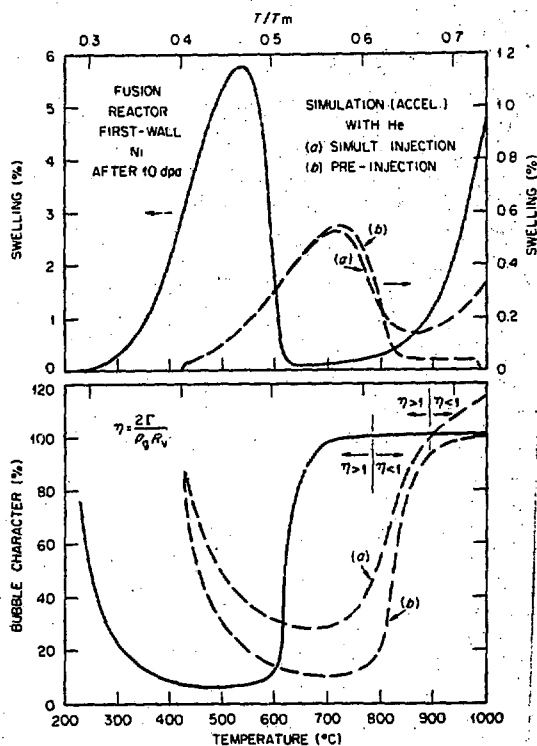 T/Tm
0.3 0.4 0.5 0.6 0.7
6 5 4 3 2 1 0
SWELLING (%)
FUSION
REACTOR
FIRST-WALL
Ni
AFTER 10 dpa
SIMULATION (ACCEL.)
WITH He
(a) SIMULT. INJECTION
(b) PRE-INJECTION
(b)
(a)
1.2 1.0 0.8 0.6 0.4 0.2 0
SWELLING (%)
120 100 80 60 40 20 0
BUBBLE CHARACTER (%)
η = 2Γ / ρg Rv
η>1 η<1
η>1 η<1
(a)
(b)
200 300 400 500 600 700 800 900 1000
TEMPERATURE (°C)